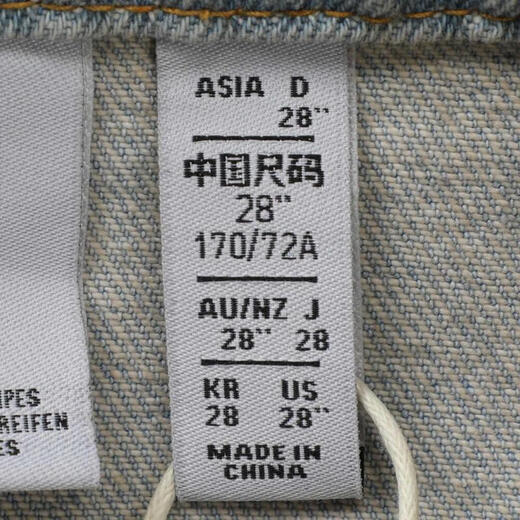 ASIA D
28"
中国尺码
28"
170/72A
AU/NZ J
28" 28
KR US
28 28"
MADE IN
CHINA
REIFEN